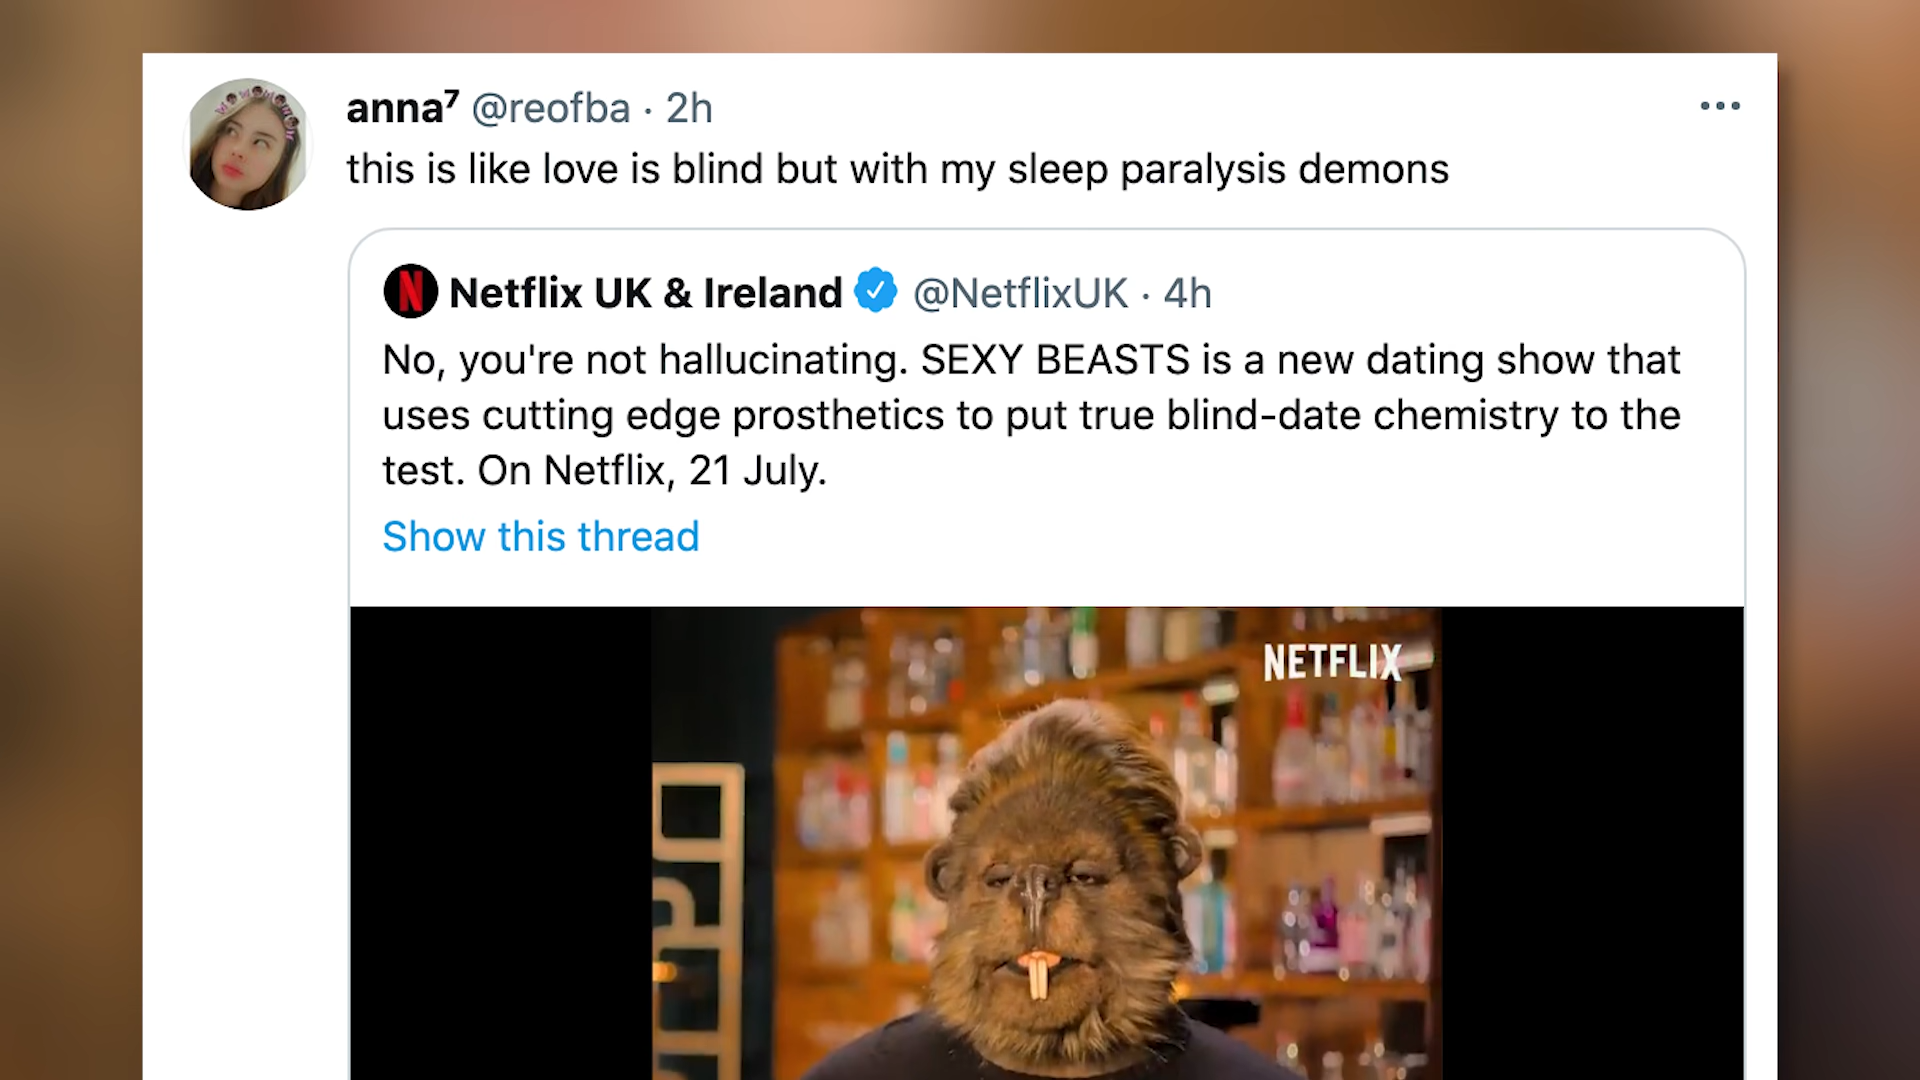 anna⁷ @reofba · 2h
this is like love is blind but with my sleep paralysis demons
Netflix UK & Ireland @NetflixUK · 4h
No, you're not hallucinating. SEXY BEASTS is a new dating show that
uses cutting edge prosthetics to put true blind-date chemistry to the
test. On Netflix, 21 July.
Show this thread
NETFLIX